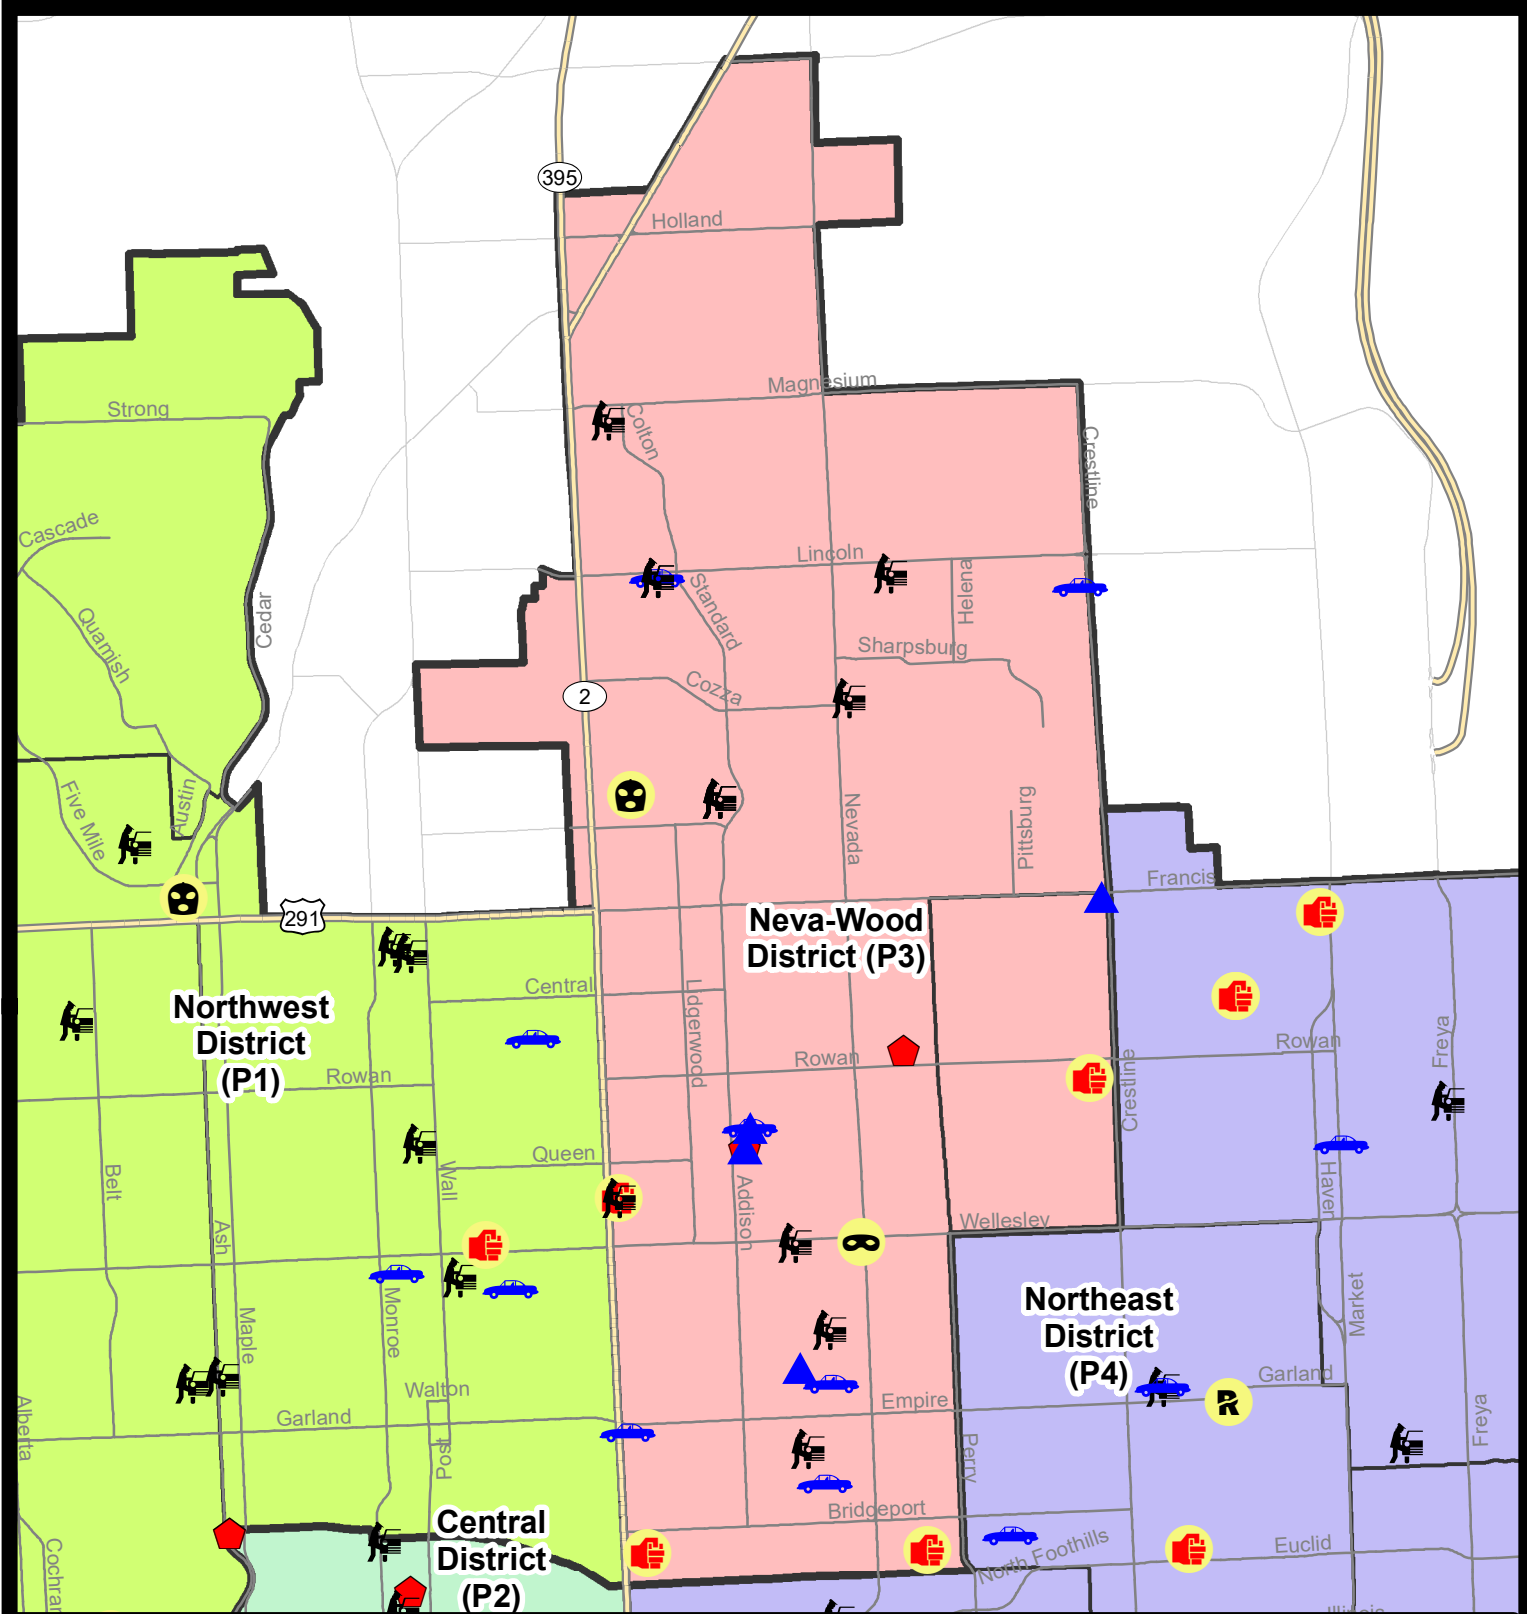 395
Holland
Magnesium
Strong
Colton
Crestline
Cascade
Lincoln
Helena
Standard
Cedar
Quamish
Sharpsburg
Cozza
2
Five Mile
Austin
Nevada
Pittsburg
Francis
291
Neva-Wood
District (P3)
Northwest
District
(P1)
Central
Lidgerwood
Rowan
Rowan
Rowan
Freya
Crestline
Belt
Wall
Queen
Addison
Haven
Ash
Wellesley
Maple
Monroe
Northeast
District
(P4)
Market
Walton
Garland
Garland
Empire
Alberta
Post
Perry
Freya
Bridgeport
Central
District
(P2)
North Foothills
Euclid
Cochran